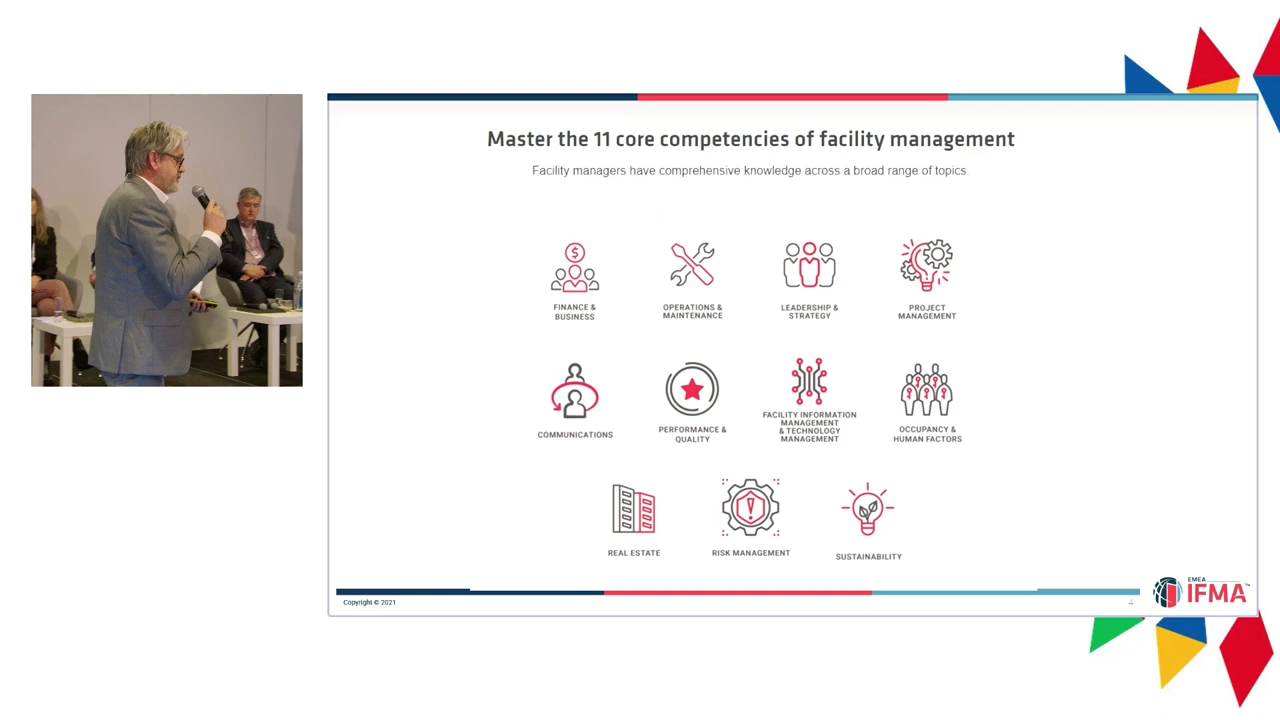 Master the 11 core competencies of facility management
Facility managers have comprehensive knowledge across a broad range of topics.
$
FINANCE &
BUSINESS
OPERATIONS &
MAINTENANCE
LEADERSHIP &
STRATEGY
PROJECT
MANAGEMENT
COMMUNICATIONS
PERFORMANCE &
QUALITY
FACILITY INFORMATION
MANAGEMENT
& TECHNOLOGY
MANAGEMENT
OCCUPANCY &
HUMAN FACTORS
REAL ESTATE
RISK MANAGEMENT
SUSTAINABILITY
Copyright © 2021
4
EMEA
IFMA™